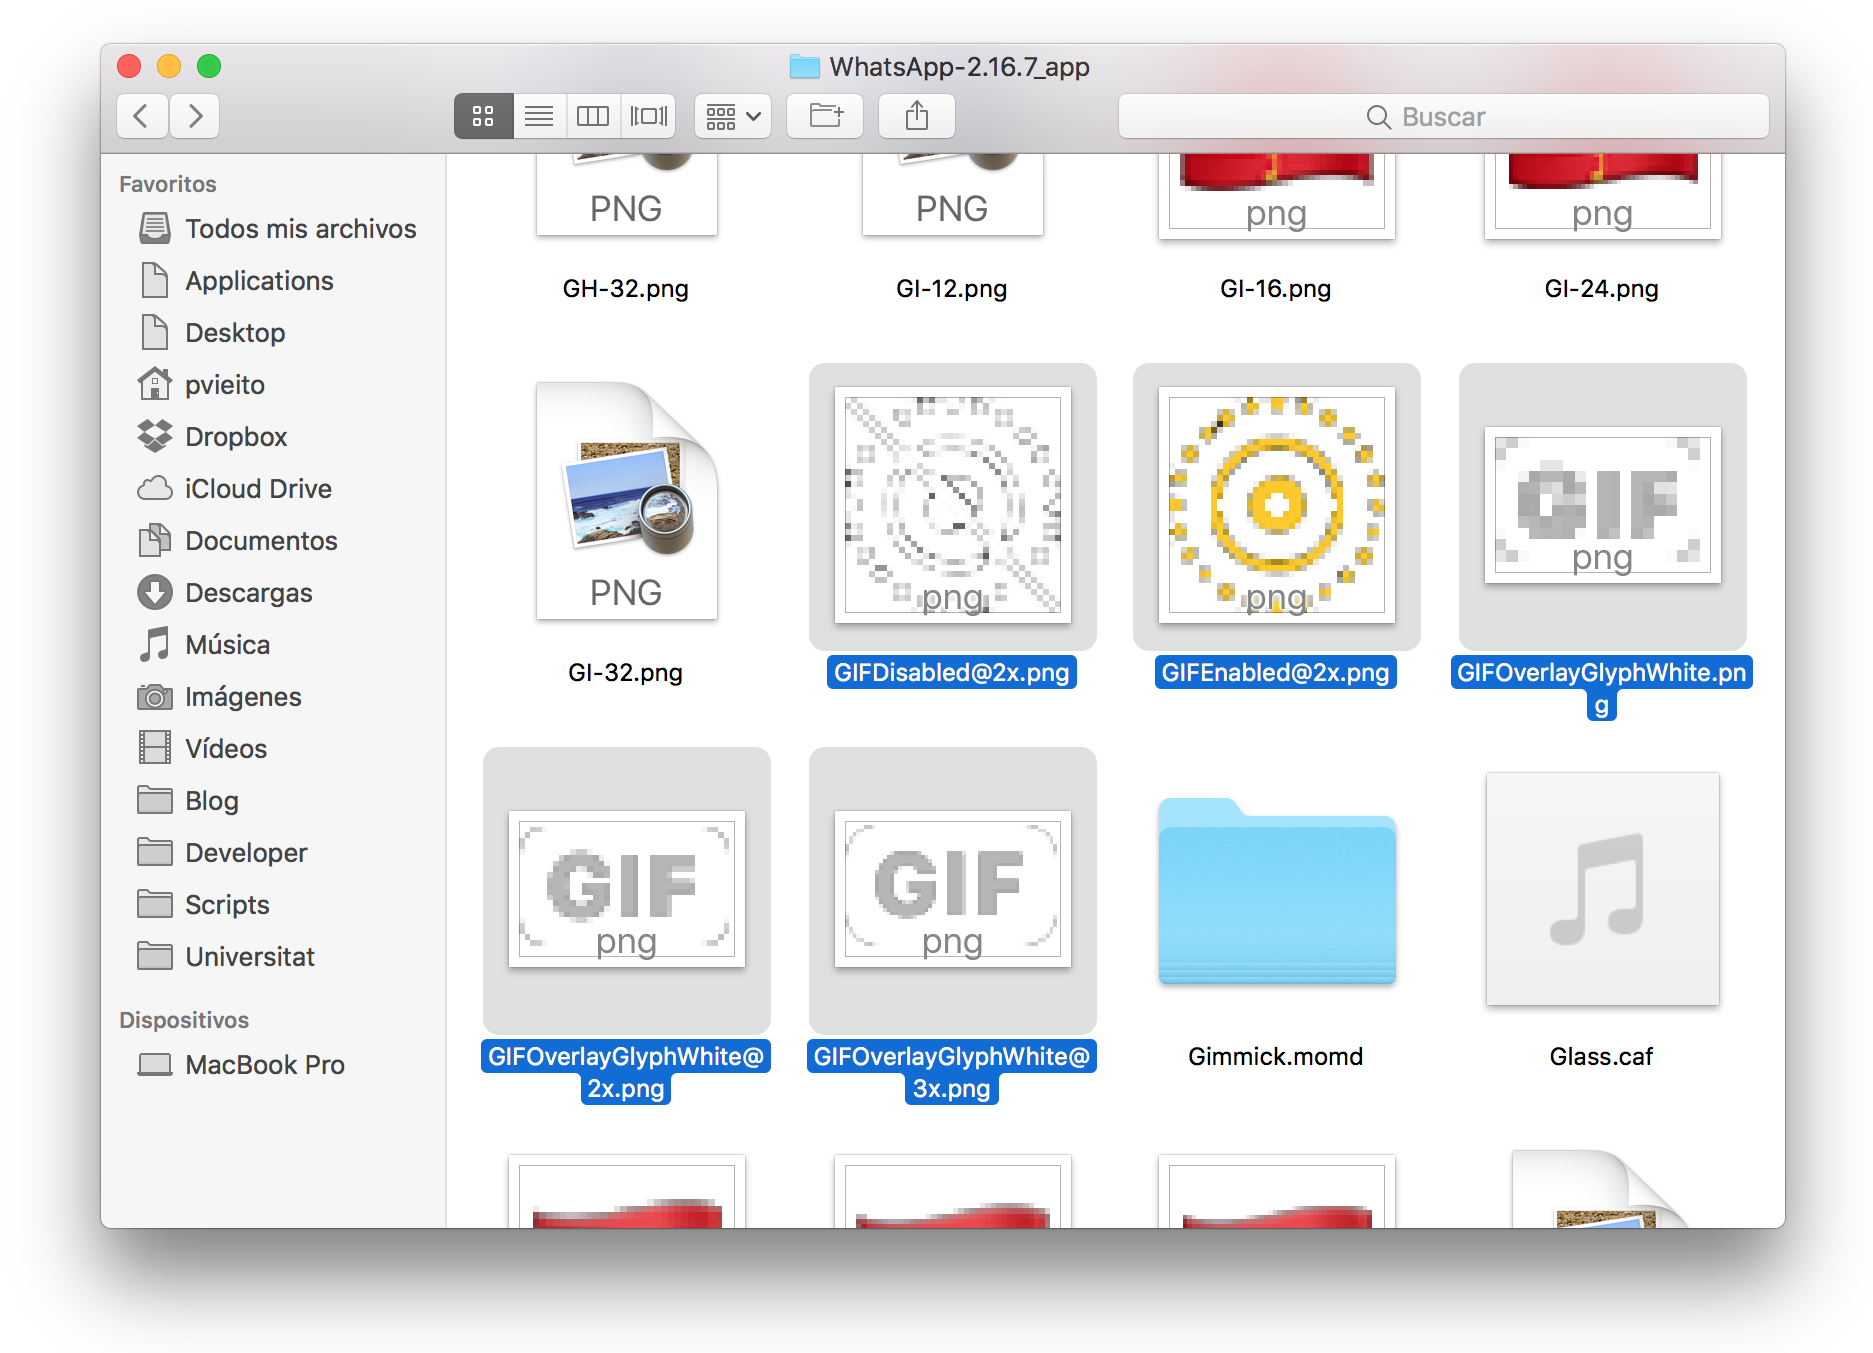 WhatsApp-2.16.7_app
Buscar
Favoritos
Todos mis archivos
Applications
Desktop
pvieito
Dropbox
iCloud Drive
Documentos
Descargas
Música
Imágenes
Vídeos
Blog
Developer
Scripts
Universitat
Dispositivos
MacBook Pro
PNG
PNG
png
png
GH-32.png
GI-12.png
GI-16.png
GI-24.png
PNG
png
png
GIF
png
GI-32.png
GIFDisabled@2x.png
GIFEnabled@2x.png
GIFOverlayGlyphWhite.pn
g
GIF
png
GIF
png
GIFOverlayGlyphWhite@
2x.png
GIFOverlayGlyphWhite@
3x.png
Gimmick.momd
Glass.caf